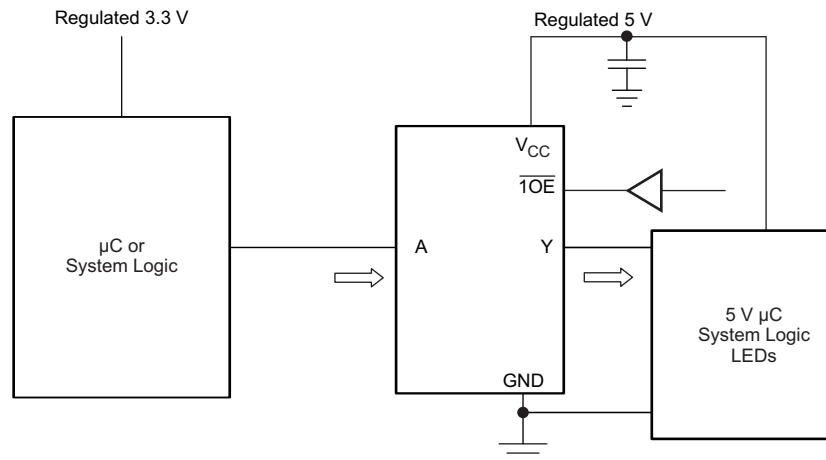 Regulated 3.3 V
Regulated 5 V
VCC
1OE
µC or
System Logic
A
Y
5 V µC
System Logic
LEDs
GND